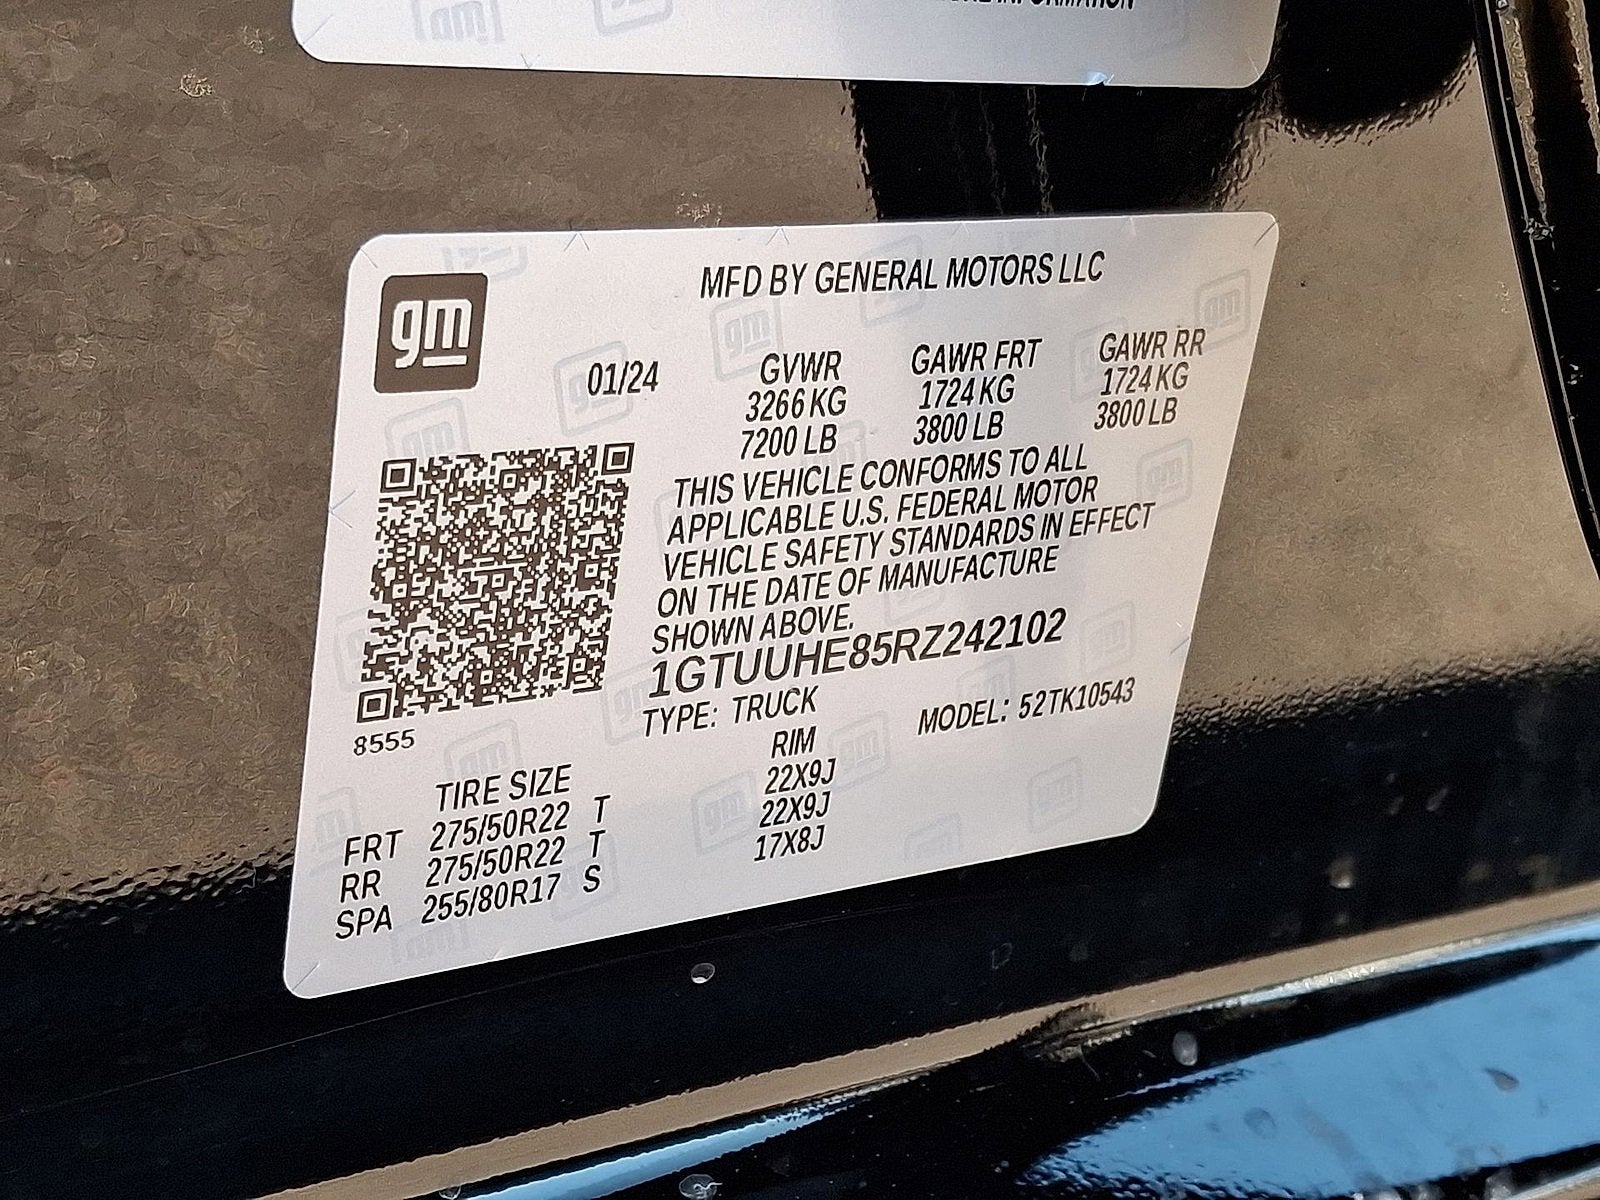 INFORMATION
gm
MFD BY GENERAL MOTORS LLC
01/24 GVWR GAWR FRT GAWR RR
3266 KG 1724 KG 1724 KG
7200 LB 3800 LB 3800 LB
THIS VEHICLE CONFORMS TO ALL
APPLICABLE U.S. FEDERAL MOTOR
VEHICLE SAFETY STANDARDS IN EFFECT
ON THE DATE OF MANUFACTURE
SHOWN ABOVE.
1GTUUHE85RZ242102
TYPE: TRUCK MODEL: 52TK10543
8555
TIRE SIZE RIM
FRT 275/50R22 T 22X9J
RR 275/50R22 T 22X9J
SPA 255/80R17 S 17X8J